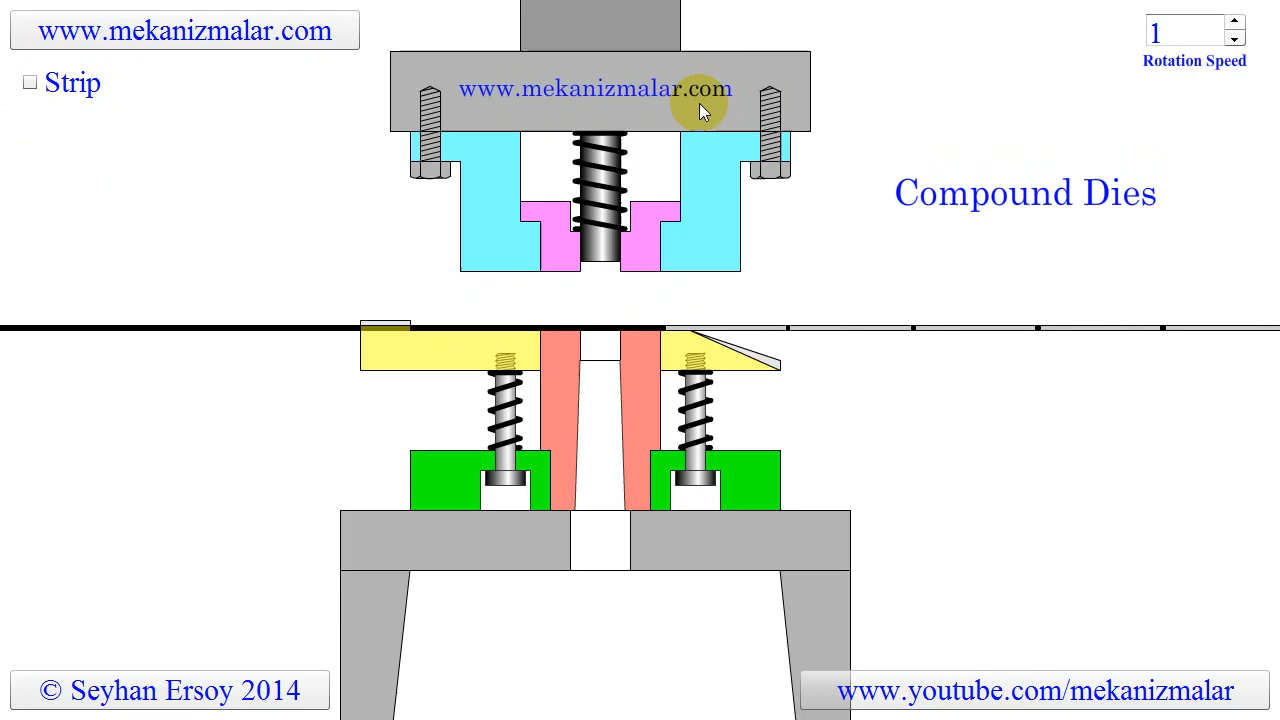 www.mekanizmalar.com
Strip
www.mekanizmalar.com
1
Rotation Speed
Compound Dies
© Seyhan Ersoy 2014
www.youtube.com/mekanizmalar